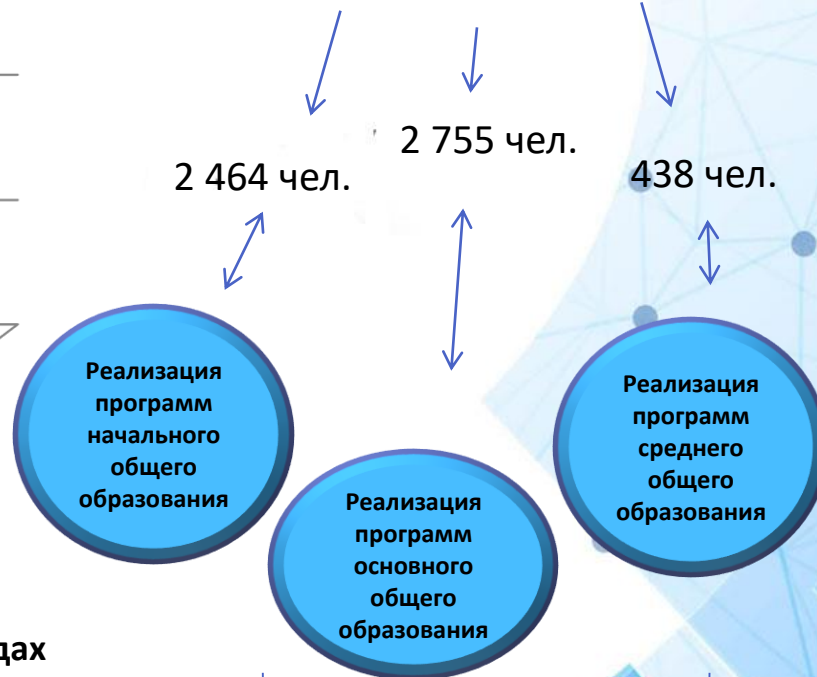 2 755 чел.
2 464 чел.
438 чел.
Реализация
программ
начального
общего
образования
Реализация
программ
среднего
общего
образования
Реализация
программ
основного
общего
образования